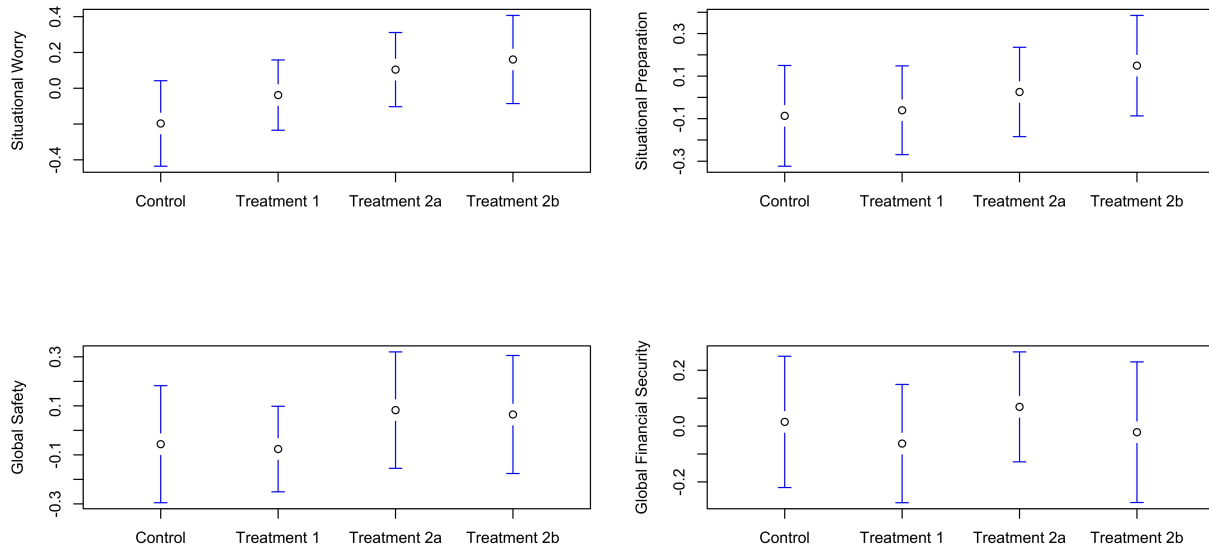 Situational Worry
0.4
0.2
0.0
-0.4
Control Treatment 1 Treatment 2a Treatment 2b
Situational Preparation
0.3
0.1
-0.1
-0.3
Control Treatment 1 Treatment 2a Treatment 2b
Global Safety
0.3
0.1
-0.1
-0.3
Control Treatment 1 Treatment 2a Treatment 2b
Global Financial Security
0.2
0.0
-0.2
Control Treatment 1 Treatment 2a Treatment 2b